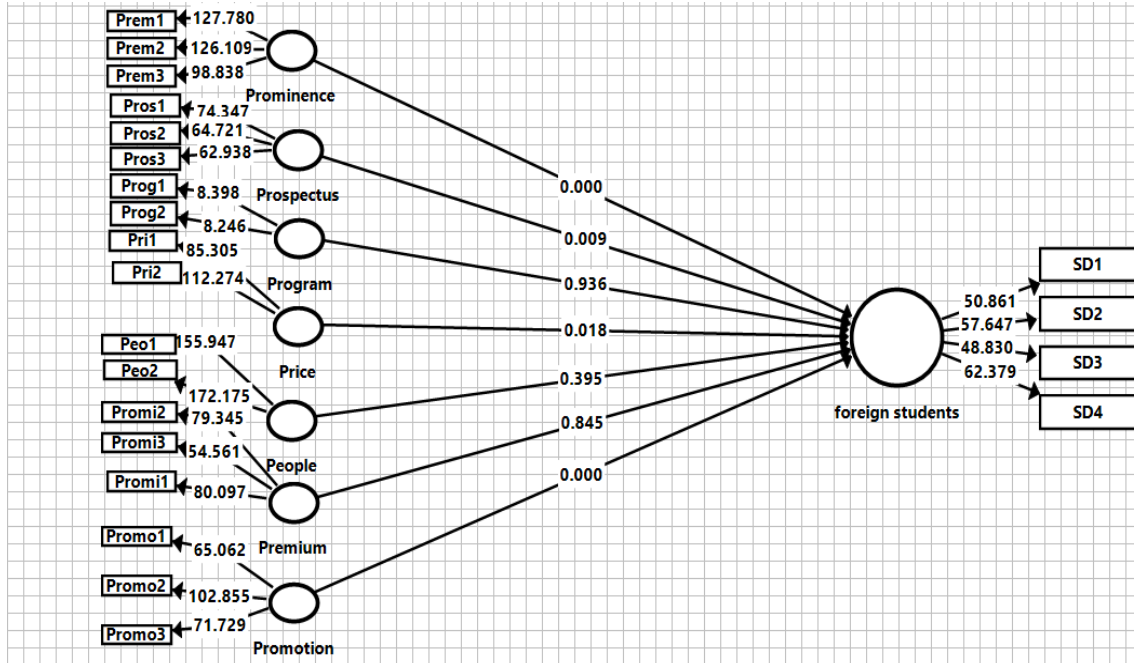 Prem1
127.780
Prem2
126.109
Prem3
98.838
Prominence
Pros1
74.347
Pros2
64.721
Pros3
62.938
Prospectus
Prog1
8.398
Prog2
8.246
Program
Pri1
85.305
Pri2
112.274
Price
Peo1
155.947
Peo2
172.175
People
Promi2
79.345
Promi3
54.561
Promi1
80.097
Premium
Promo1
65.062
Promo2
102.855
Promo3
71.729
Promotion
0.000
0.009
0.936
0.018
0.395
0.845
0.000
foreign students
50.861
SD1
57.647
SD2
48.830
SD3
62.379
SD4